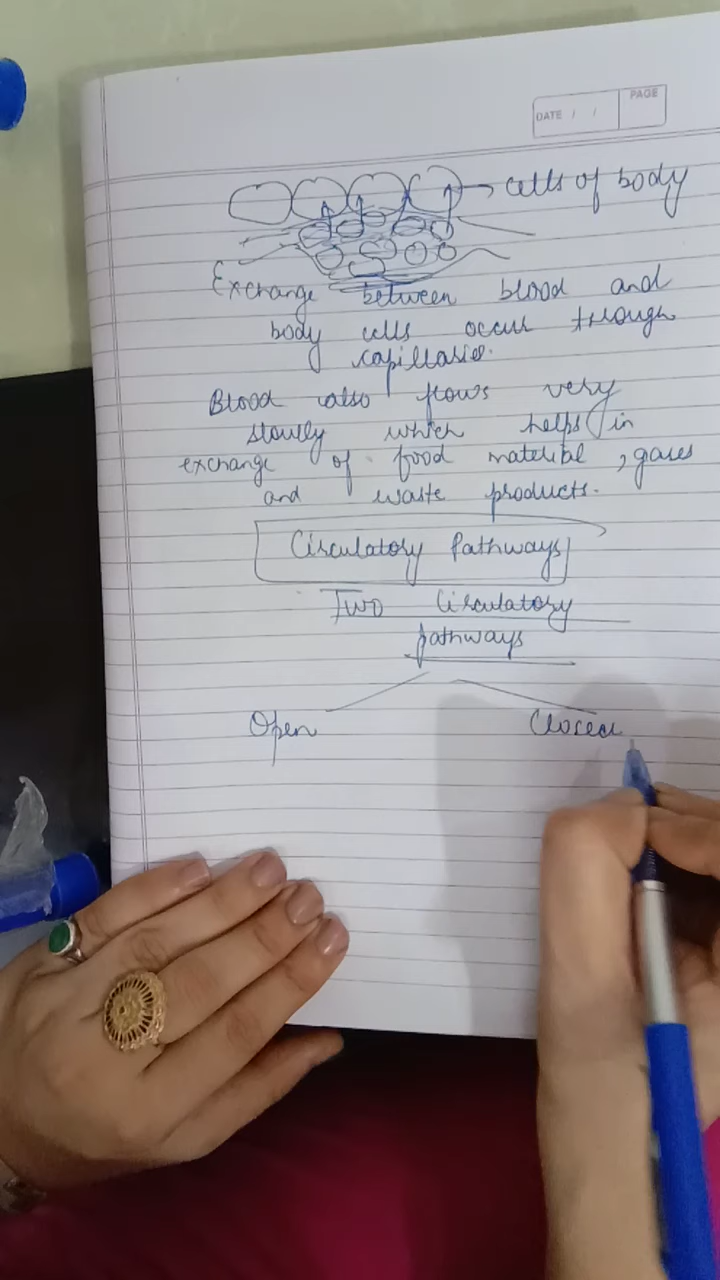 DATE / / PAGE
cells of body
Exchange between blood and
body cells occur through
capillaries.
Blood also flows very
slowly which helps in
exchange of food material, gases
and waste products.
Circulatory Pathways
Two Circulatory
pathways
Open Closed